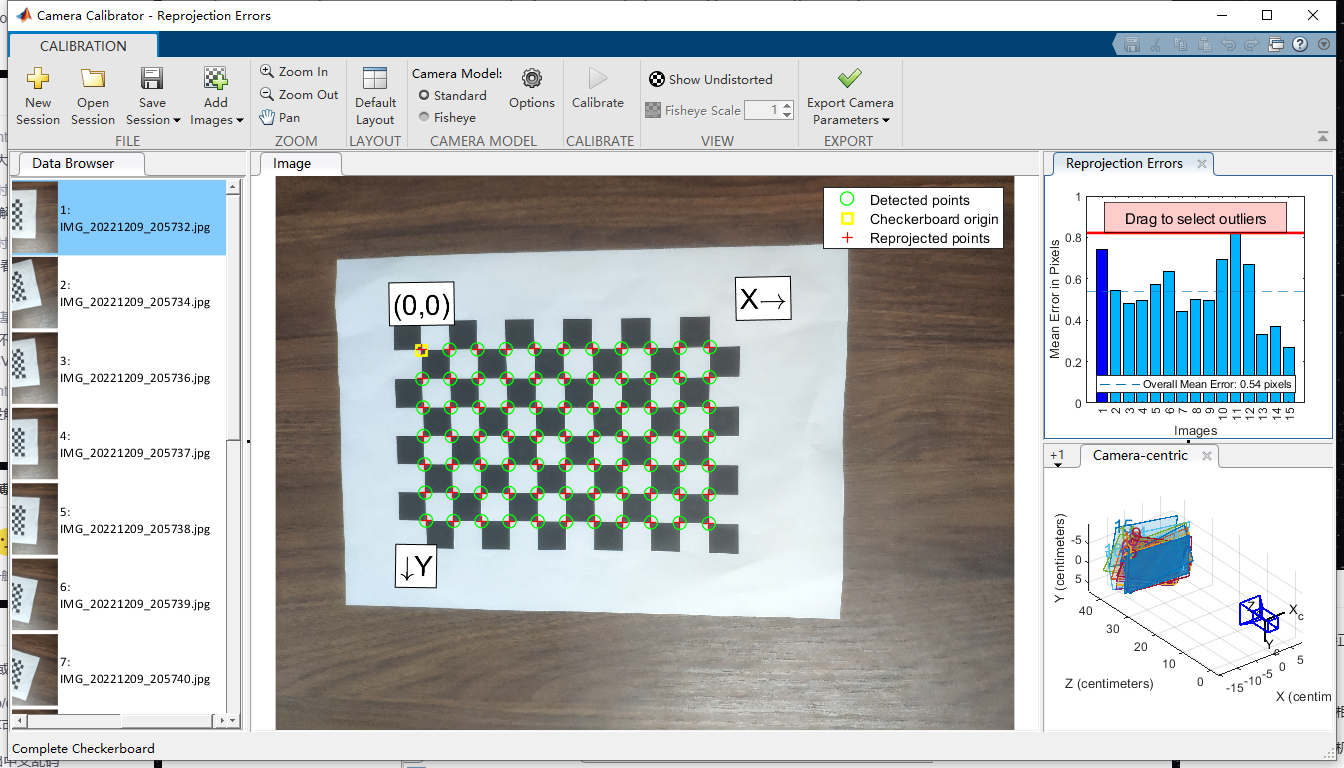 Camera Calibrator - Reprojection Errors
CALIBRATION
New Session
Open Session
Save Session
Add Images
FILE
Zoom In
Zoom Out
Pan
ZOOM
Default Layout
LAYOUT
Camera Model:
Standard
Fisheye
Options
CAMERA MODEL
Calibrate
CALIBRATE
Show Undistorted
Fisheye Scale 1
VIEW
Export Camera Parameters
EXPORT
Data Browser
1:
IMG_20221209_205732.jpg
2:
IMG_20221209_205734.jpg
3:
IMG_20221209_205736.jpg
4:
IMG_20221209_205737.jpg
5:
IMG_20221209_205738.jpg
6:
IMG_20221209_205739.jpg
7:
IMG_20221209_205740.jpg
Image
Detected points
Checkerboard origin
Reprojected points
(0,0)
X→
↓Y
Reprojection Errors
Drag to select outliers
Mean Error in Pixels
1
0.8
0.6
0.4
0.2
0
Overall Mean Error: 0.54 pixels
1 2 3 4 5 6 7 8 9 10 11 12 13 14 15
Images
+1
Camera-centric
15
Y (centimeters)
-5
0
5
40
30
20
10
0
Z (centimeters)
-15 -10 -5 0 5
X (centim
Z
Xc
Yc
Complete Checkerboard